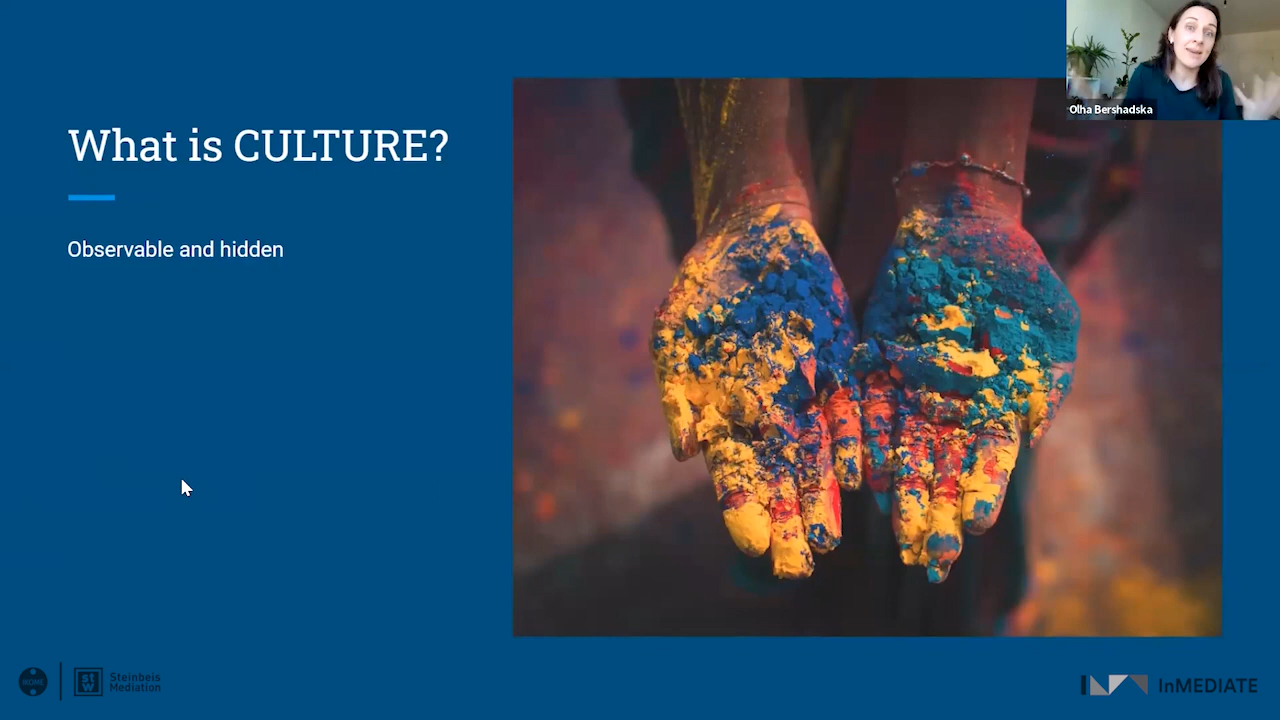 Olha Bershadska
What is CULTURE?
Observable and hidden
Steinbeis
Mediation
InMEDIATE